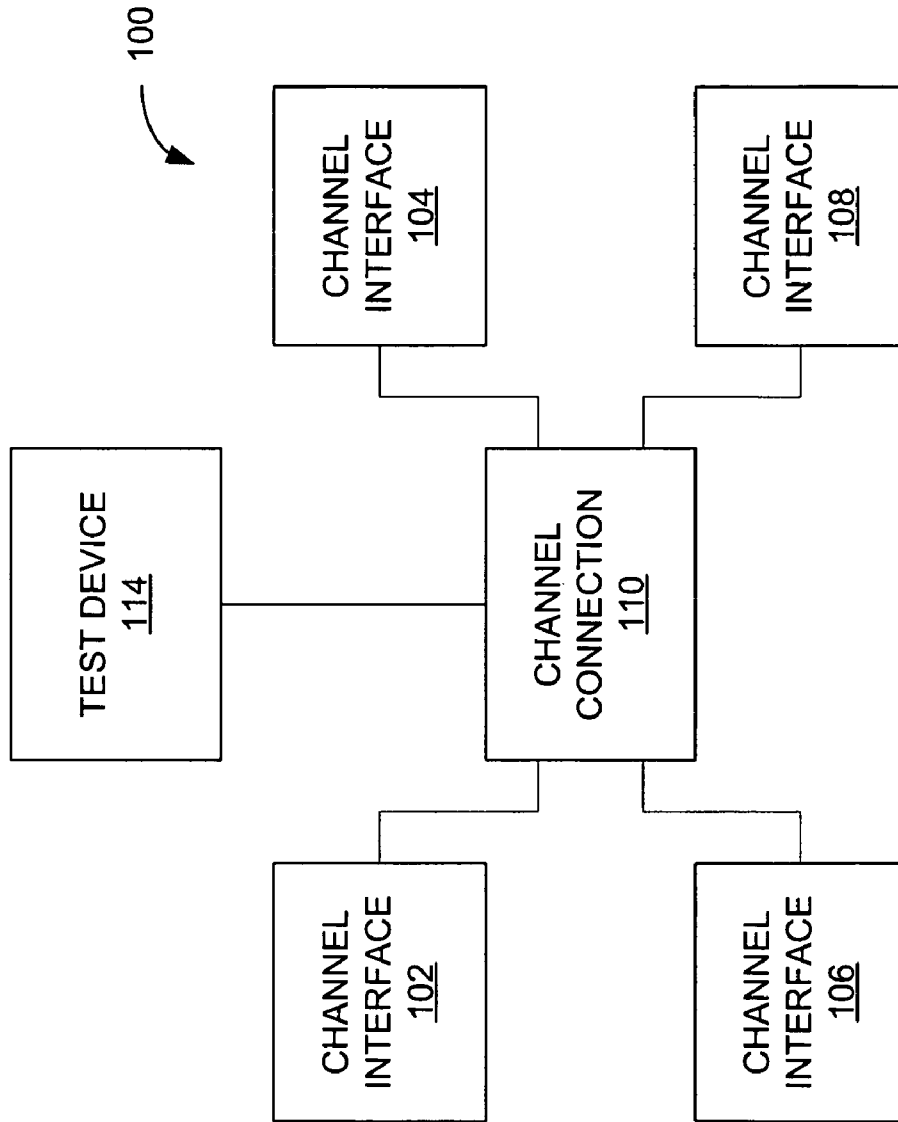 100
TEST DEVICE
114
CHANNEL
INTERFACE
102
CHANNEL
INTERFACE
104
CHANNEL
CONNECTION
110
CHANNEL
INTERFACE
106
CHANNEL
INTERFACE
108